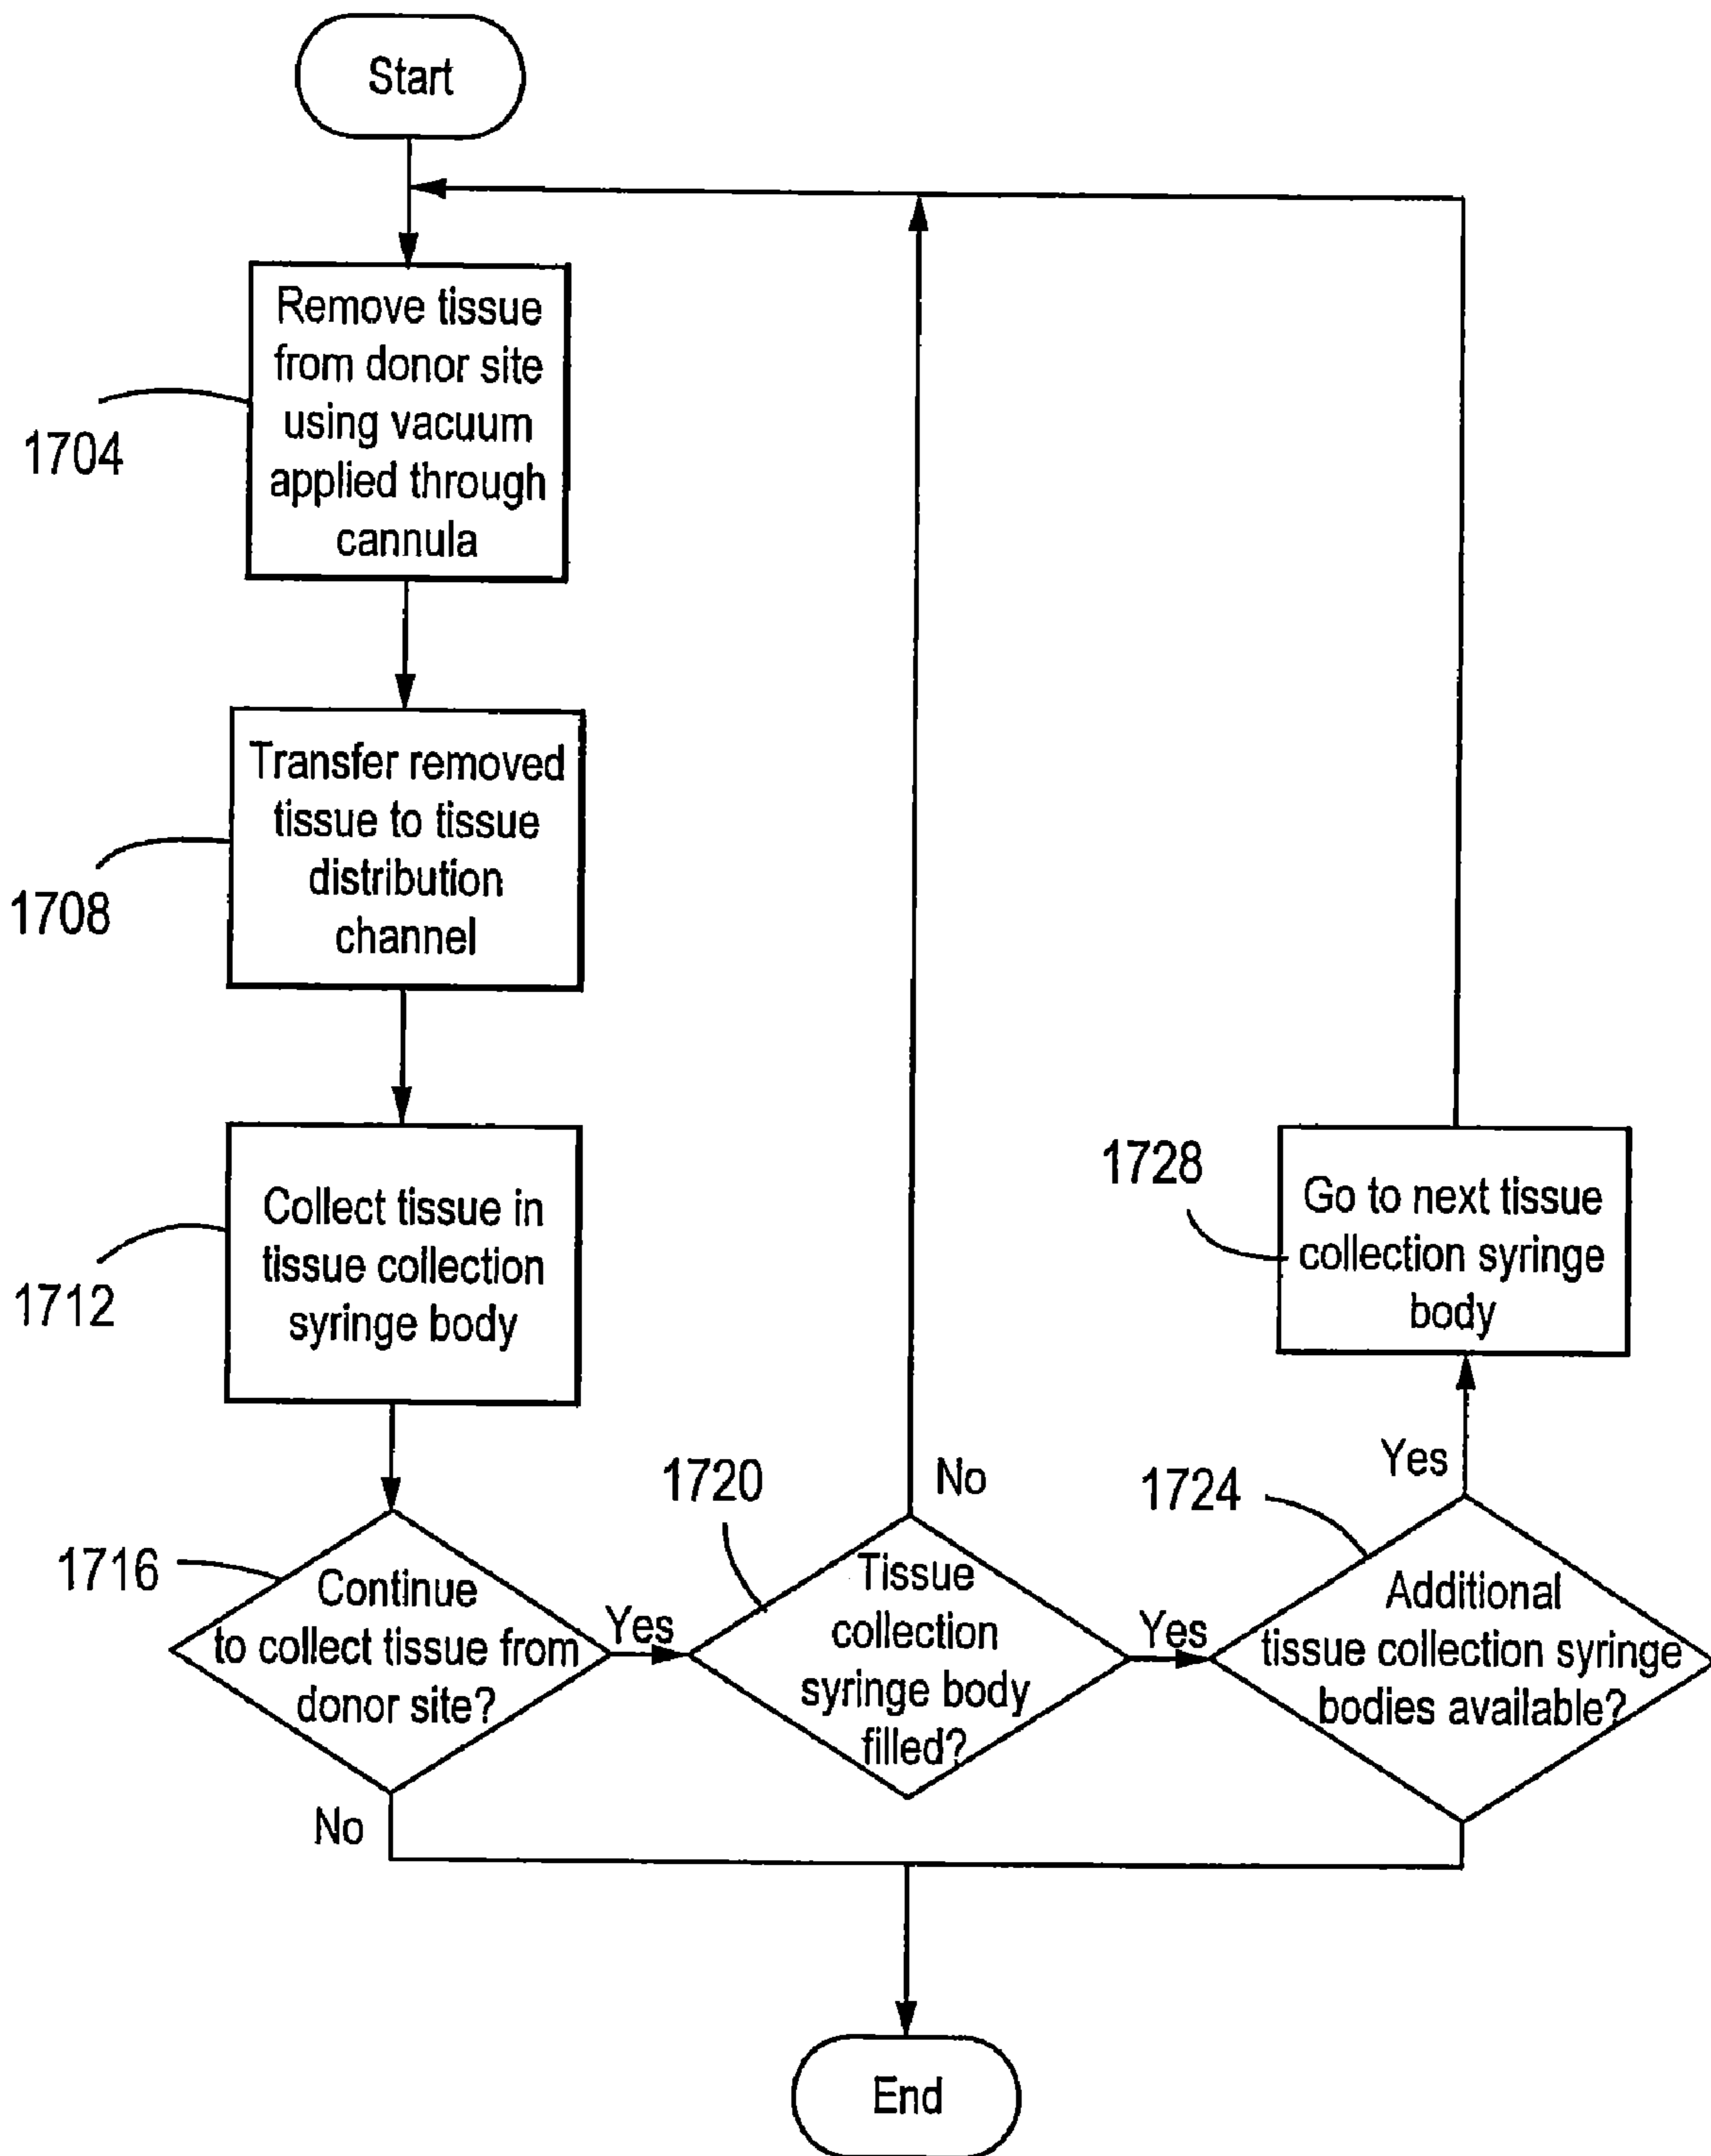 Start
Remove tissue
from donor site
using vacuum
applied through
cannula
1704
Transfer removed
tissue to tissue
distribution
channel
1708
Collect tissue in
tissue collection
syringe body
1712
1728
Go to next tissue
collection syringe
body
Yes
No
1720
1724
1716
Continue
to collect tissue from
donor site?
Yes
Tissue
collection
syringe body
filled?
Yes
Additional
tissue collection syringe
bodies available?
No
End